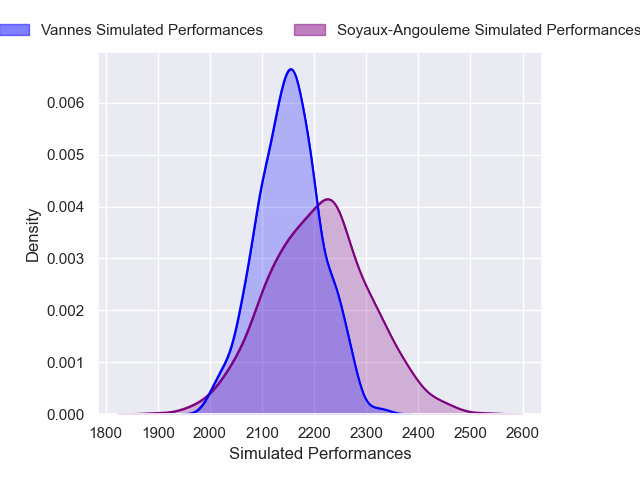 Vannes Simulated Performances Soyaux-Angouleme Simulated Performances
0.006
0.005
0.004
0.003
0.002
0.001
0.000
Density
1800 1900 2000 2100 2200 2300 2400 2500 2600
Simulated Performances